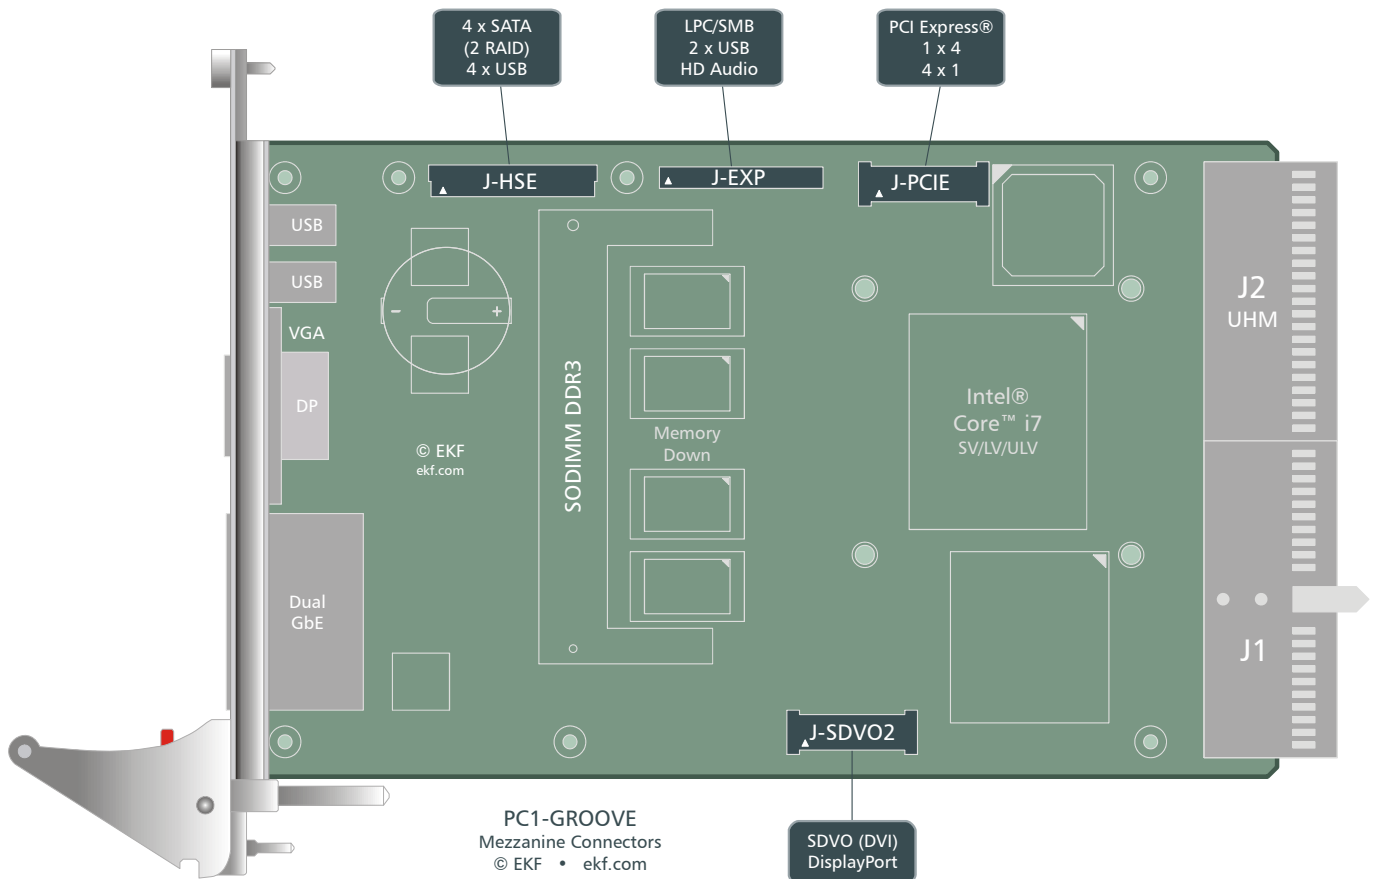 4 x SATA
(2 RAID)
4 x USB
LPC/SMB
2 x USB
HD Audio
PCI Express®
1 x 4
4 x 1
J-HSE
J-EXP
J-PCIE
USB
USB
VGA
DP
Dual
GbE
− +
© EKF
ekf.com
SODIMM DDR3
Memory
Down
Intel®
Core™ i7
SV/LV/ULV
J2
UHM
J1
J-SDVO2
SDVO (DVI)
DisplayPort
PC1-GROOVE
Mezzanine Connectors
© EKF • ekf.com